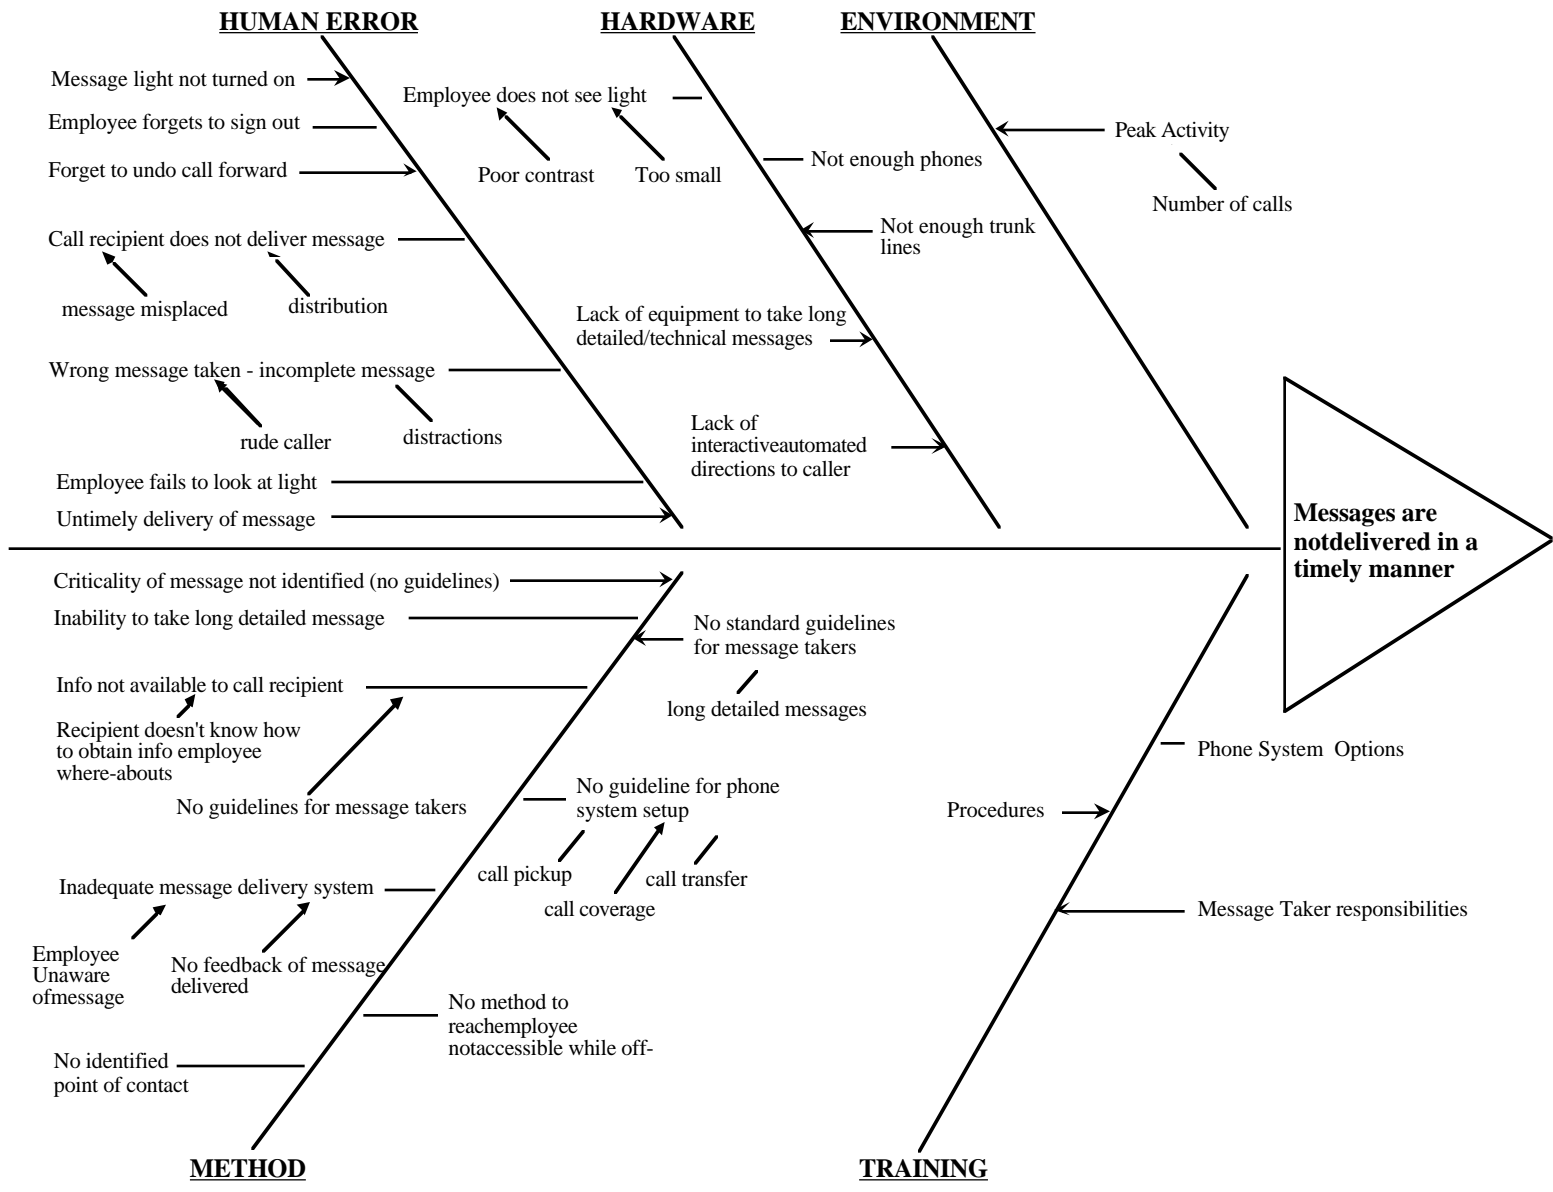 HUMAN ERROR
HARDWARE
ENVIRONMENT
Message light not turned on
Employee forgets to sign out
Forget to undo call forward
Call recipient does not deliver message
message misplaced
distribution
Wrong message taken - incomplete message
rude caller
distractions
Employee fails to look at light
Untimely delivery of message
Employee does not see light
Poor contrast
Too small
Not enough phones
Not enough trunk
lines
Lack of equipment to take long
detailed/technical messages
Lack of
interactiveautomated
directions to caller
Peak Activity
Number of calls
Messages are
notdelivered in a
timely manner
Criticality of message not identified (no guidelines)
Inability to take long detailed message
No standard guidelines
for message takers
long detailed messages
Info not available to call recipient
Recipient doesn't know how
to obtain info employee
where-abouts
No guidelines for message takers
No guideline for phone
system setup
call pickup
call coverage
call transfer
Inadequate message delivery system
Employee
Unaware
ofmessage
No feedback of message
delivered
No method to
reachemployee
notaccessible while off-
No identified
point of contact
Phone System  Options
Procedures
Message Taker responsibilities
METHOD
TRAINING